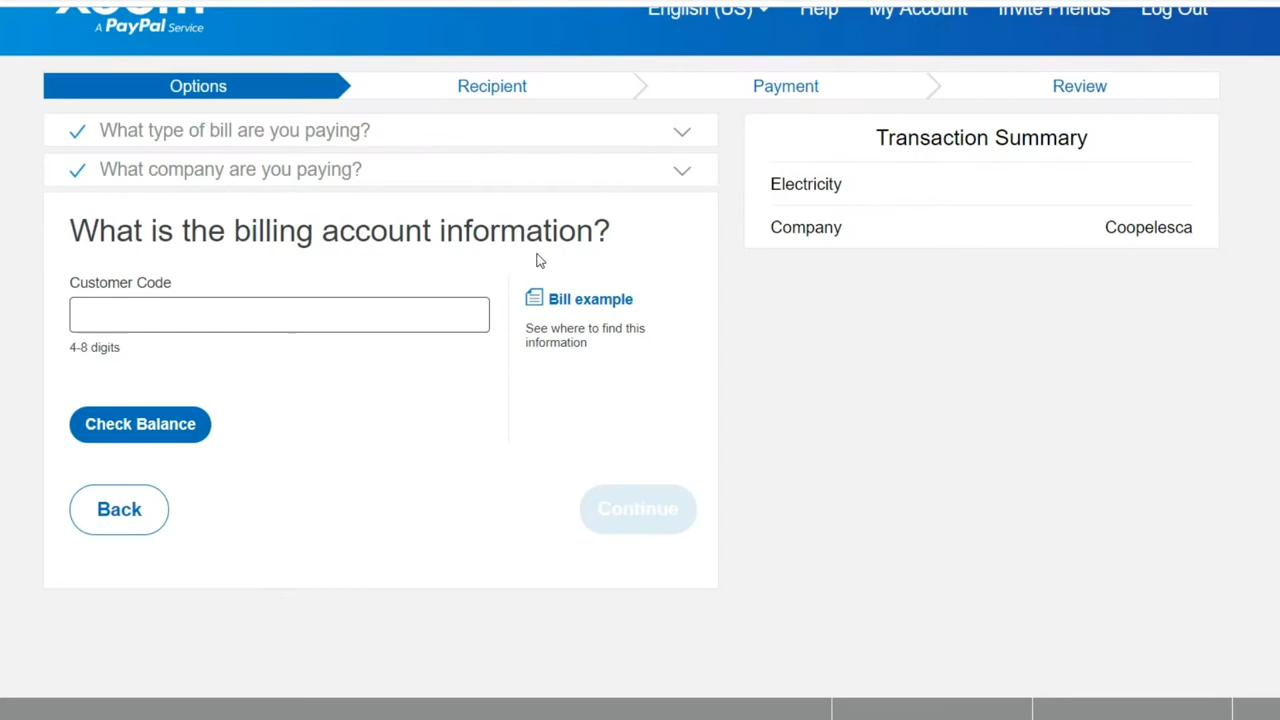 xoom
A PayPal Service
English (US) Help My Account Invite Friends Log Out
Options Recipient Payment Review
What type of bill are you paying?
What company are you paying?
What is the billing account information?
Customer Code
4-8 digits
Bill example
See where to find this
information
Check Balance
Back Continue
Transaction Summary
Electricity
Company Coopelesca